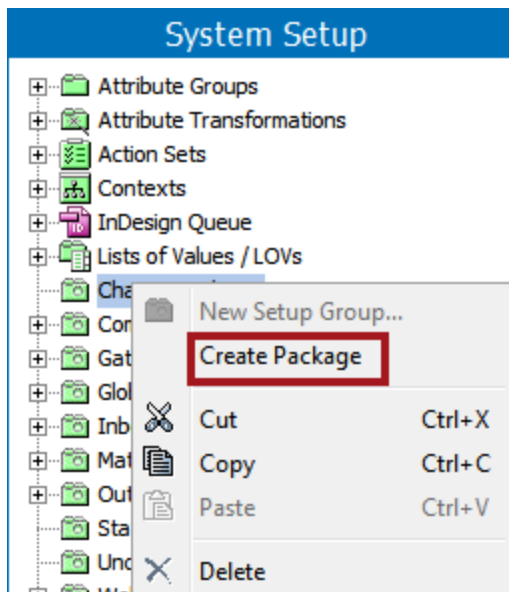 System Setup
Attribute Groups
Attribute Transformations
Action Sets
Contexts
InDesign Queue
Lists of Values / LOVs
New Setup Group...
Create Package
Cut Ctrl+X
Copy Ctrl+C
Paste Ctrl+V
Delete